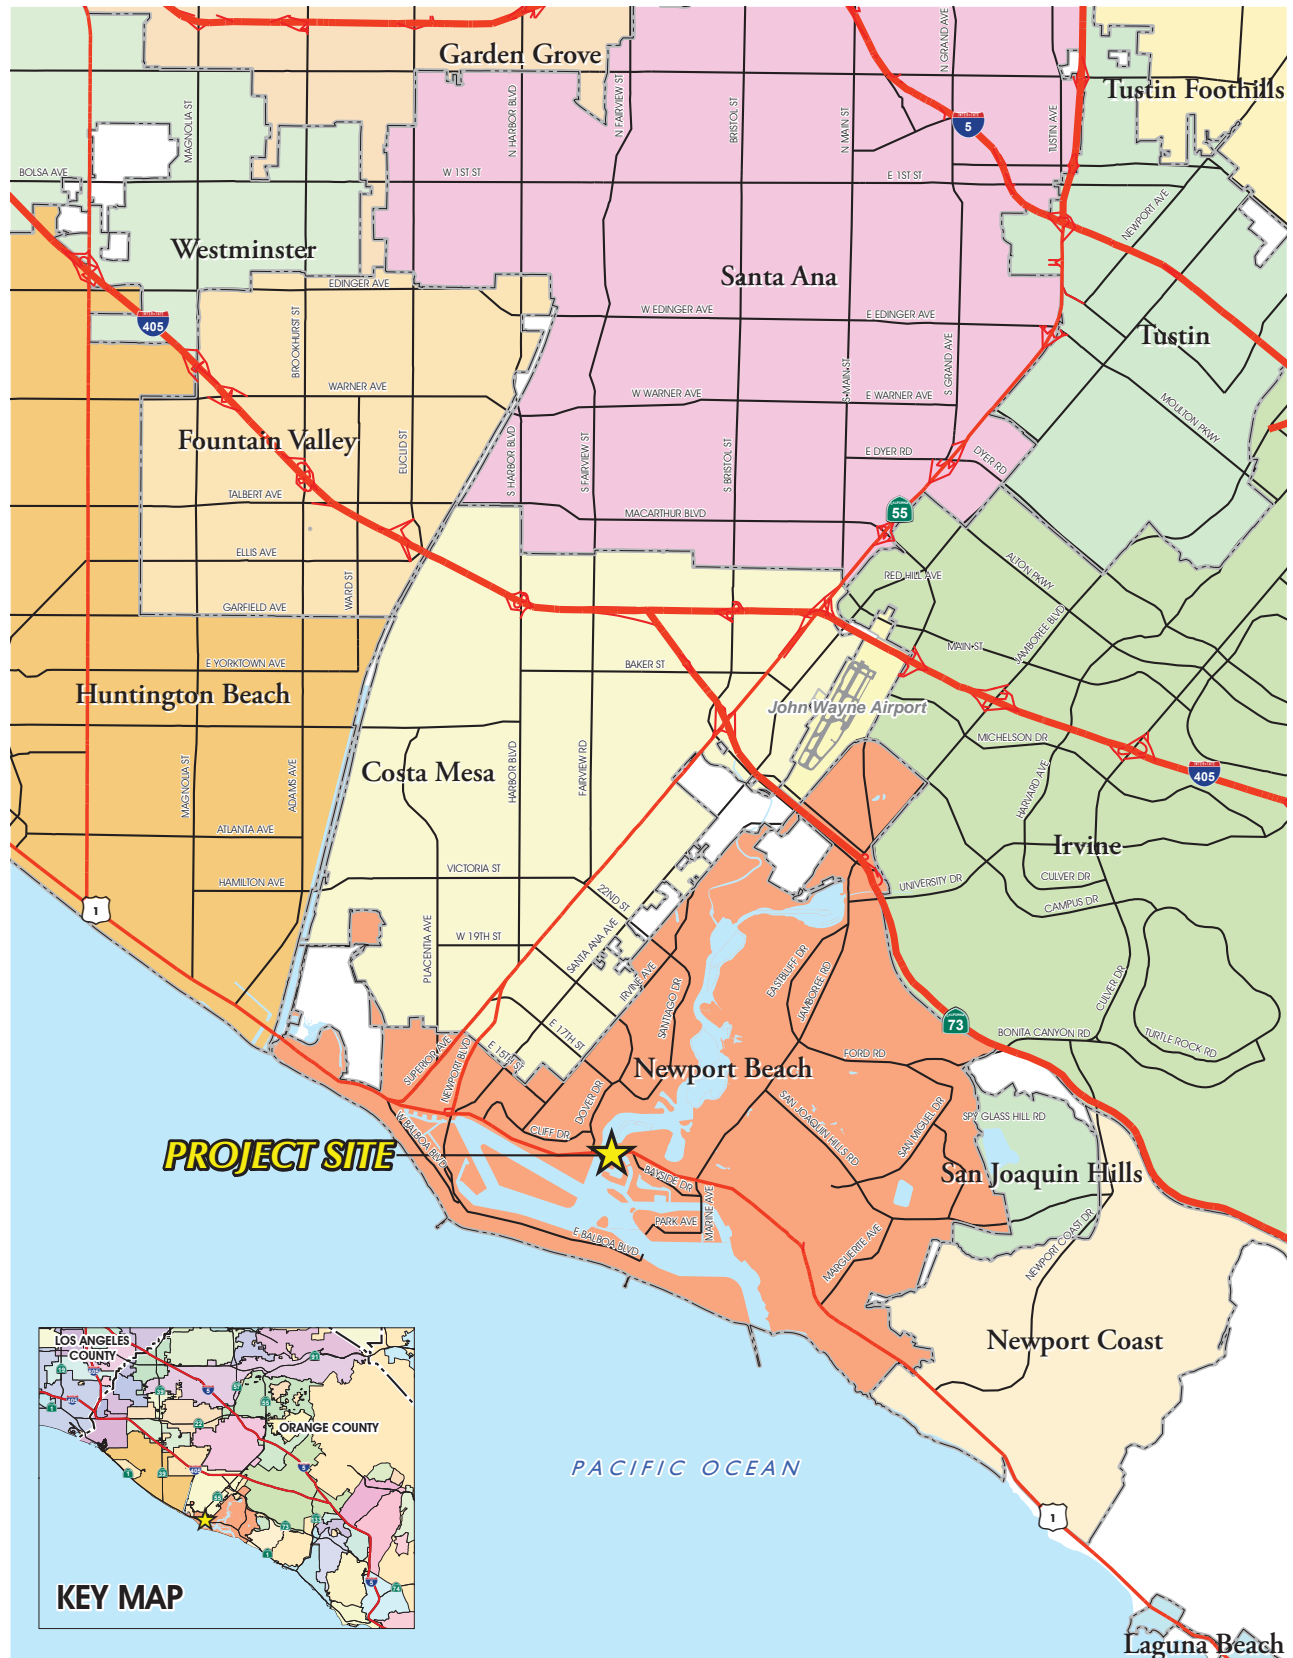 Garden Grove
N GRAND AVE
Tustin Foothills
MAGNOLIA ST
N HARBOR BLVD
N FAIRVIEW ST
BRISTOL ST
N MAIN ST
INTERSTATE
5
TUSTIN AVE
BOLSA AVE
W 1ST ST
E 1ST ST
NEWPORT AVE
Westminster
Santa Ana
EDINGER AVE
W EDINGER AVE
E EDINGER AVE
405
BROOKHURST ST
Tustin
S GRAND AVE
WARNER AVE
W WARNER AVE
S MAIN ST
E WARNER AVE
MOULTON PKWY
Fountain Valley
EUCLID ST
S HARBOR BLVD
S FAIRVIEW ST
S BRISTOL ST
E DYER RD
DYER RD
TALBERT AVE
MACARTHUR BLVD
CALIFORNIA
55
ELLIS AVE
ALTON PKWY
RED HILL AVE
WARD ST
GARFIELD AVE
JAMBOREE BLVD
MAIN ST
E YORKTOWN AVE
BAKER ST
Huntington Beach
John Wayne Airport
MICHELSON DR
Costa Mesa
MAGNOLIA ST
ADAMS AVE
HARBOR BLVD
FAIRVIEW RD
HARVARD AVE
INTERSTATE
405
ATLANTA AVE
Irvine
VICTORIA ST
HAMILTON AVE
UNIVERSITY DR
CULVER DR
22ND ST
CAMPUS DR
1
PLACENTIA AVE
W 19TH ST
SANTA ANA AVE
IRVINE AVE
SANTIAGO DR
EASTBLUFF DR
JAMBOREE RD
CULVER DR
CALIFORNIA
73
BONITA CANYON RD
TURTLE ROCK RD
E 17TH ST
E 15TH ST
SUPERIOR AVE
NEWPORT BLVD
FORD RD
Newport Beach
DOVER DR
SAN JOAQUIN HILLS RD
SAN MIGUEL DR
SPY GLASS HILL RD
CLIFF DR
W BALBOA BLVD
PROJECT SITE
BAYSIDE DR
San Joaquin Hills
MARINE AVE
PARK AVE
E BALBOA BLVD
MARGUERITE AVE
NEWPORT COAST DR
Newport Coast
LOS ANGELES
COUNTY
ORANGE COUNTY
PACIFIC OCEAN
1
KEY MAP
Laguna Beach